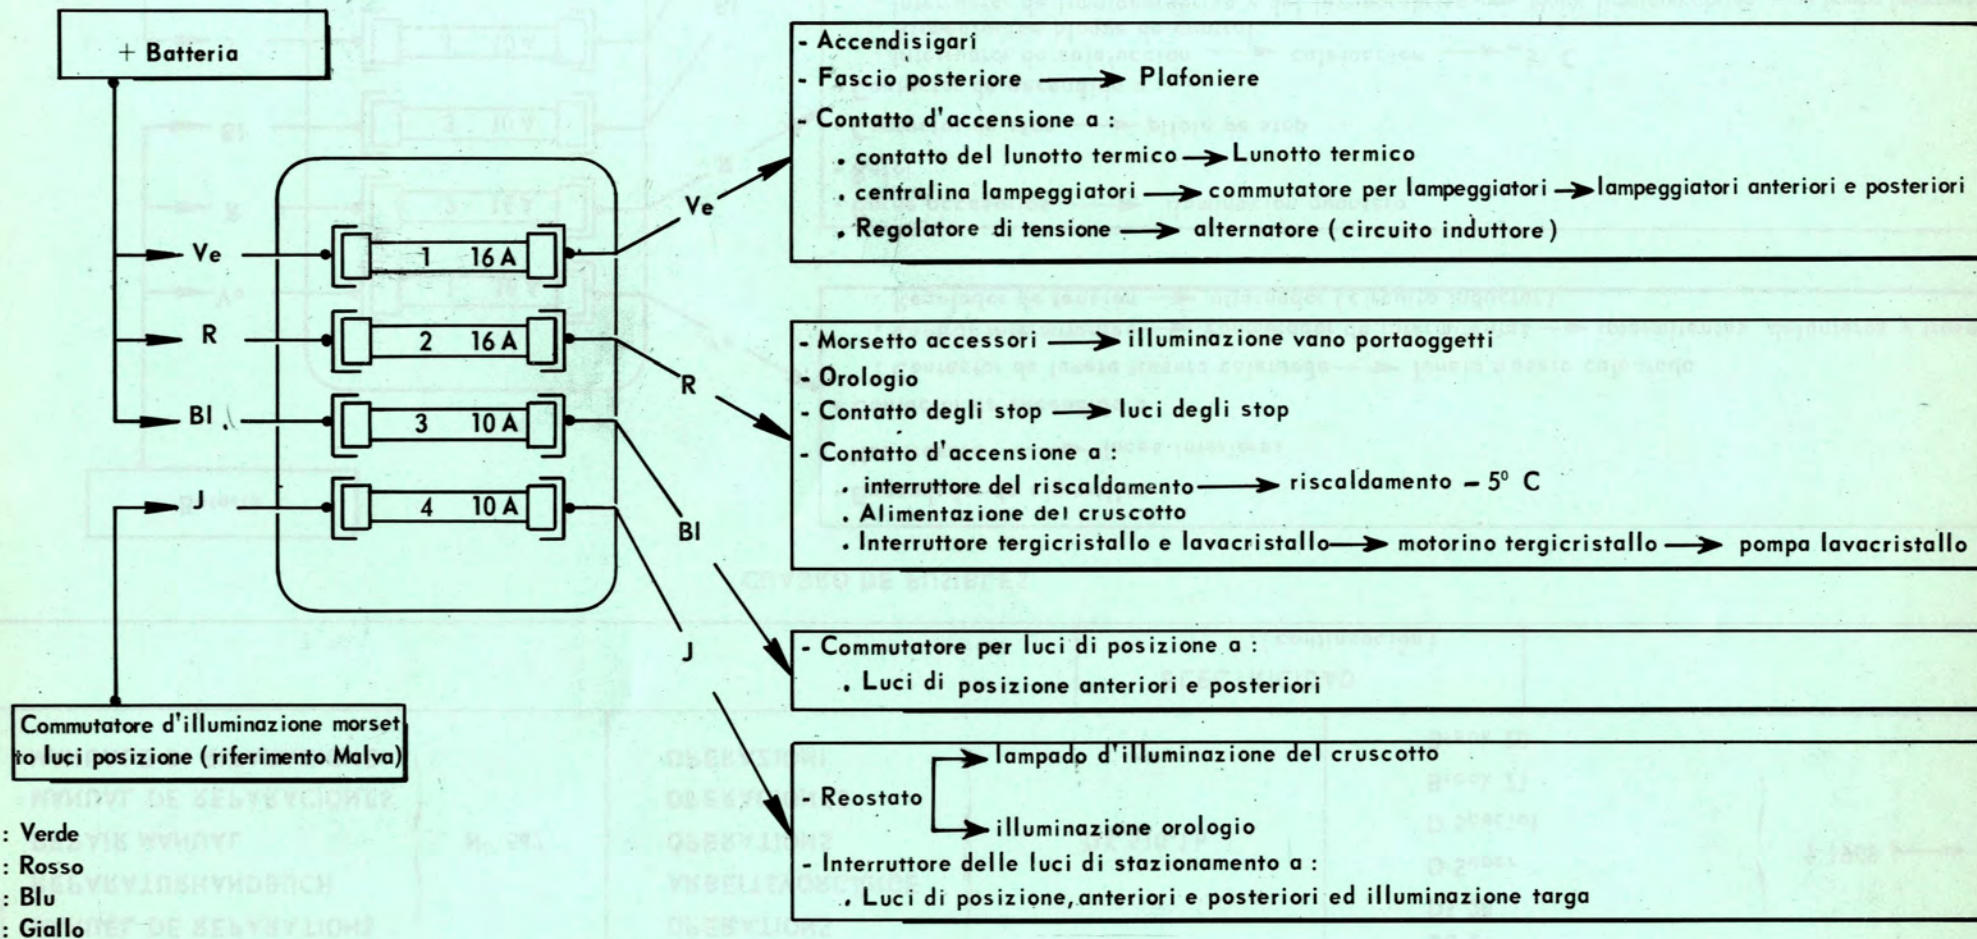 + Batteria
Ve
R
Bl
J
1 16 A
2 16 A
3 10 A
4 10 A
Ve
R
Bl
J
Commutatore d'illuminazione morset
to luci posizione (riferimento Malva)
: Verde
: Rosso
: Blu
: Giallo
- Accendisigari
- Fascio posteriore → Plafoniere
- Contatto d'accensione a :
. contatto del lunotto termico → Lunotto termico
. centralina lampeggiatori → commutatore per lampeggiatori → lampeggiatori anteriori e posteriori
. Regolatore di tensione → alternatore ( circuito induttore )
- Morsetto accessori → illuminazione vano portaoggetti
- Orologio
- Contatto degli stop → luci degli stop
- Contatto d'accensione a :
. interruttore del riscaldamento → riscaldamento - 5° C
. Alimentazione del cruscotto
. Interruttore tergicristallo e lavacristallo → motorino tergicristallo → pompa lavacristallo
- Commutatore per luci di posizione a :
. Luci di posizione anteriori e posteriori
lampado d'illuminazione del cruscotto
- Reostato
illuminazione orologio
- Interruttore delle luci di stazionamento a :
. Luci di posizione, anteriori e posteriori ed illuminazione targa